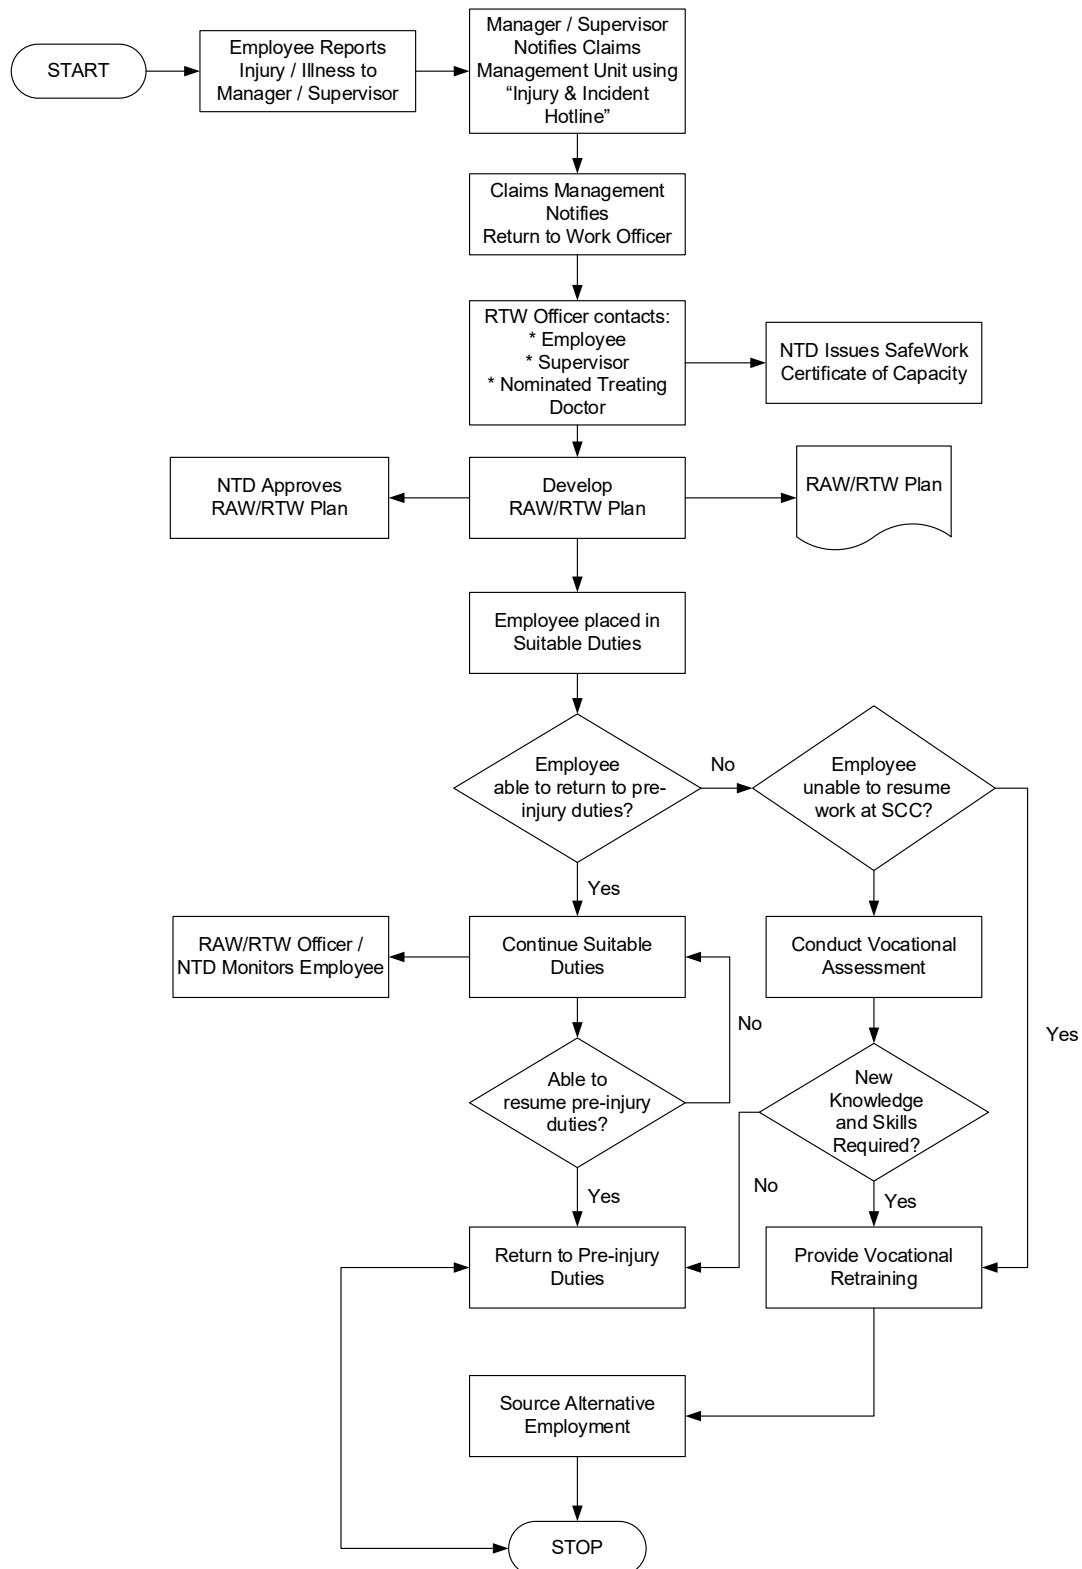 START
Employee Reports
Injury / Illness to
Manager / Supervisor
Manager / Supervisor
Notifies Claims
Management Unit using
“Injury & Incident
Hotline”
Claims Management
Notifies
Return to Work Officer
RTW Officer contacts:
* Employee
* Supervisor
* Nominated Treating
Doctor
NTD Issues SafeWork
Certificate of Capacity
NTD Approves
RAW/RTW Plan
Develop
RAW/RTW Plan
RAW/RTW Plan
Employee placed in
Suitable Duties
Employee
able to return to pre-
injury duties?
No
Employee
unable to resume
work at SCC?
Yes
RAW/RTW Officer /
NTD Monitors Employee
Continue Suitable
Duties
Conduct Vocational
Assessment
No
Yes
Able to
resume pre-injury
duties?
New
Knowledge
and Skills
Required?
Yes
No
Yes
Return to Pre-injury
Duties
Provide Vocational
Retraining
Source Alternative
Employment
STOP